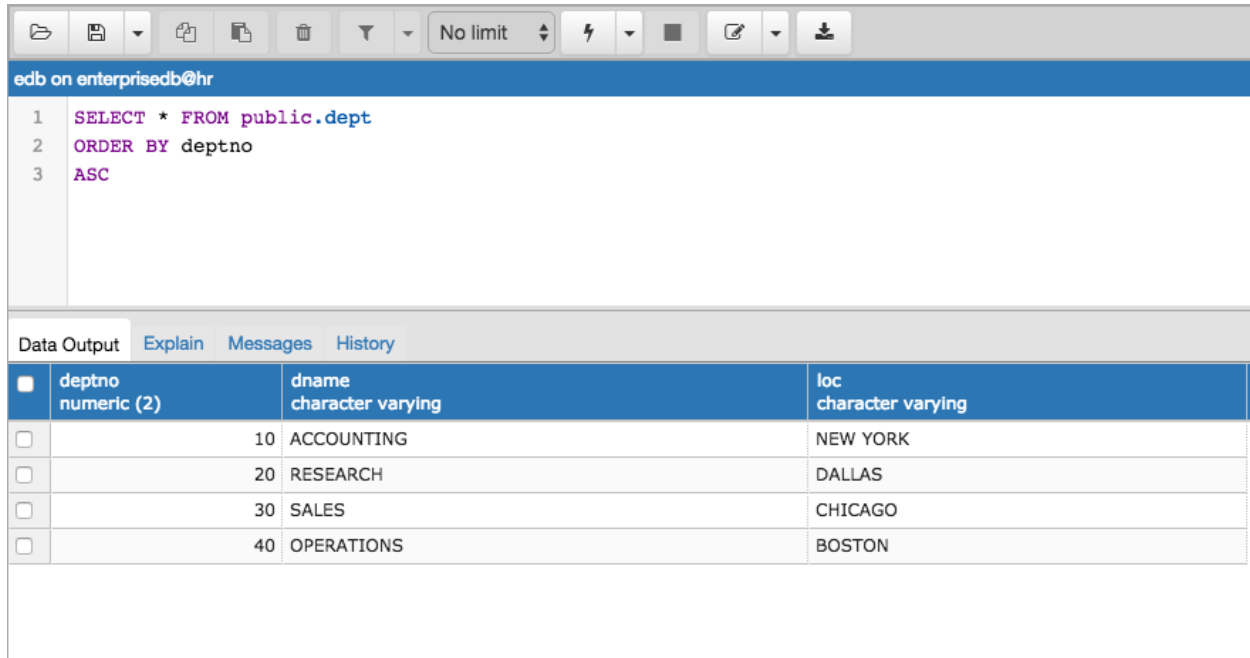 No limit
edb on enterprisedb@hr
1 SELECT * FROM public.dept
2 ORDER BY deptno
3 ASC
Data Output Explain Messages History
deptno dname loc
numeric (2) character varying character varying
10 ACCOUNTING NEW YORK
20 RESEARCH DALLAS
30 SALES CHICAGO
40 OPERATIONS BOSTON